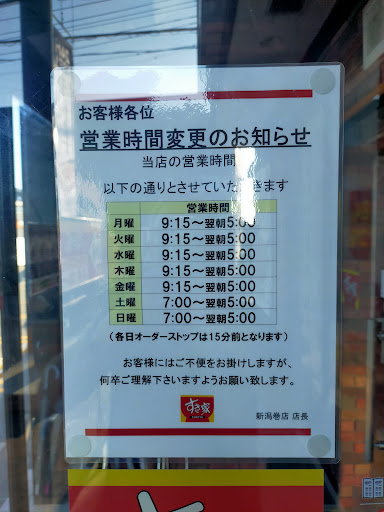 お客様各位
営業時間変更のお知らせ
当店の営業時間
以下の通りとさせていただきます
営業時間
月曜 9:15～翌朝5:00
火曜 9:15～翌朝5:00
水曜 9:15～翌朝5:00
木曜 9:15～翌朝5:00
金曜 9:15～翌朝5:00
土曜 7:00～翌朝5:00
日曜 7:00～翌朝5:00
（各日オーダーストップは15分前となります）
お客様にはご不便をお掛けしますが、
何卒ご理解下さいますようお願い致します。
すき家
新潟巻店 店長